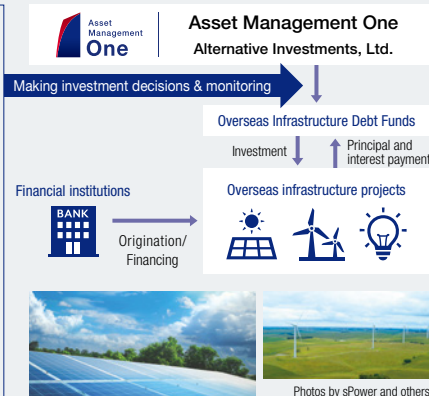 Asset
Management
One
Asset Management One
Alternative Investments, Ltd.
Making investment decisions & monitoring
Overseas Infrastructure Debt Funds
Investment
Principal and
interest payment
Financial institutions
Overseas infrastructure projects
BANK
Origination/
Financing
Photos by sPower and others